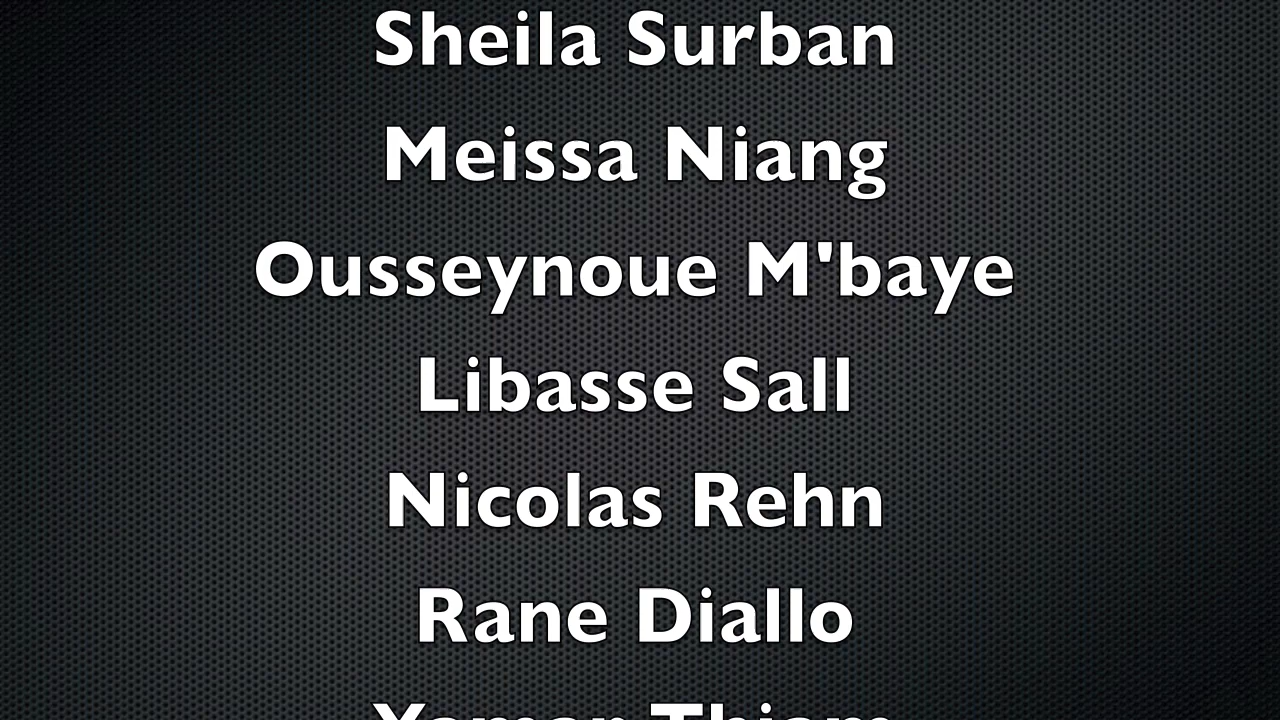 Sheila Surban
Meissa Niang
Ousseynoue M'baye
Libasse Sall
Nicolas Rehn
Rane Diallo